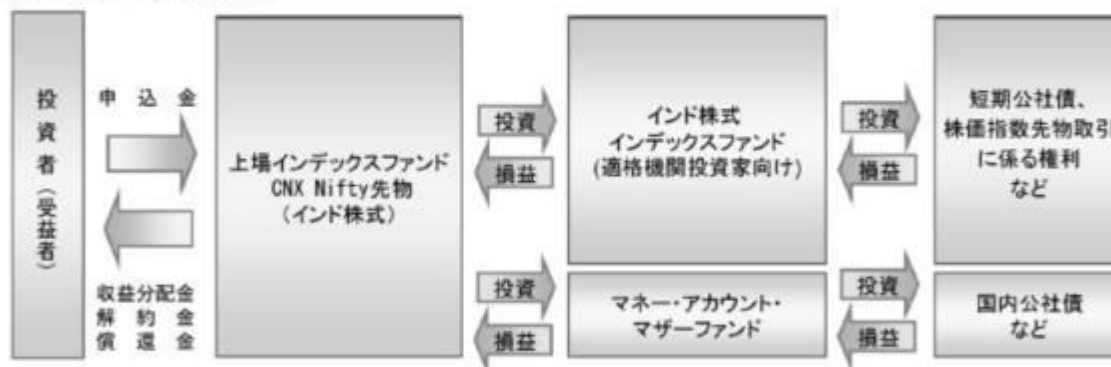 投資者(受益者)
申込金
収益分配金
解約金
償還金
上場インデックスファンド
CNX Nifty先物
(インド株式)
投資
損益
投資
損益
インド株式
インデックスファンド
(適格機関投資家向け)
マネー・アカウント・
マザーファンド
投資
損益
投資
損益
短期公社債、
株価指数先物取引
に係る権利
など
国内公社債
など